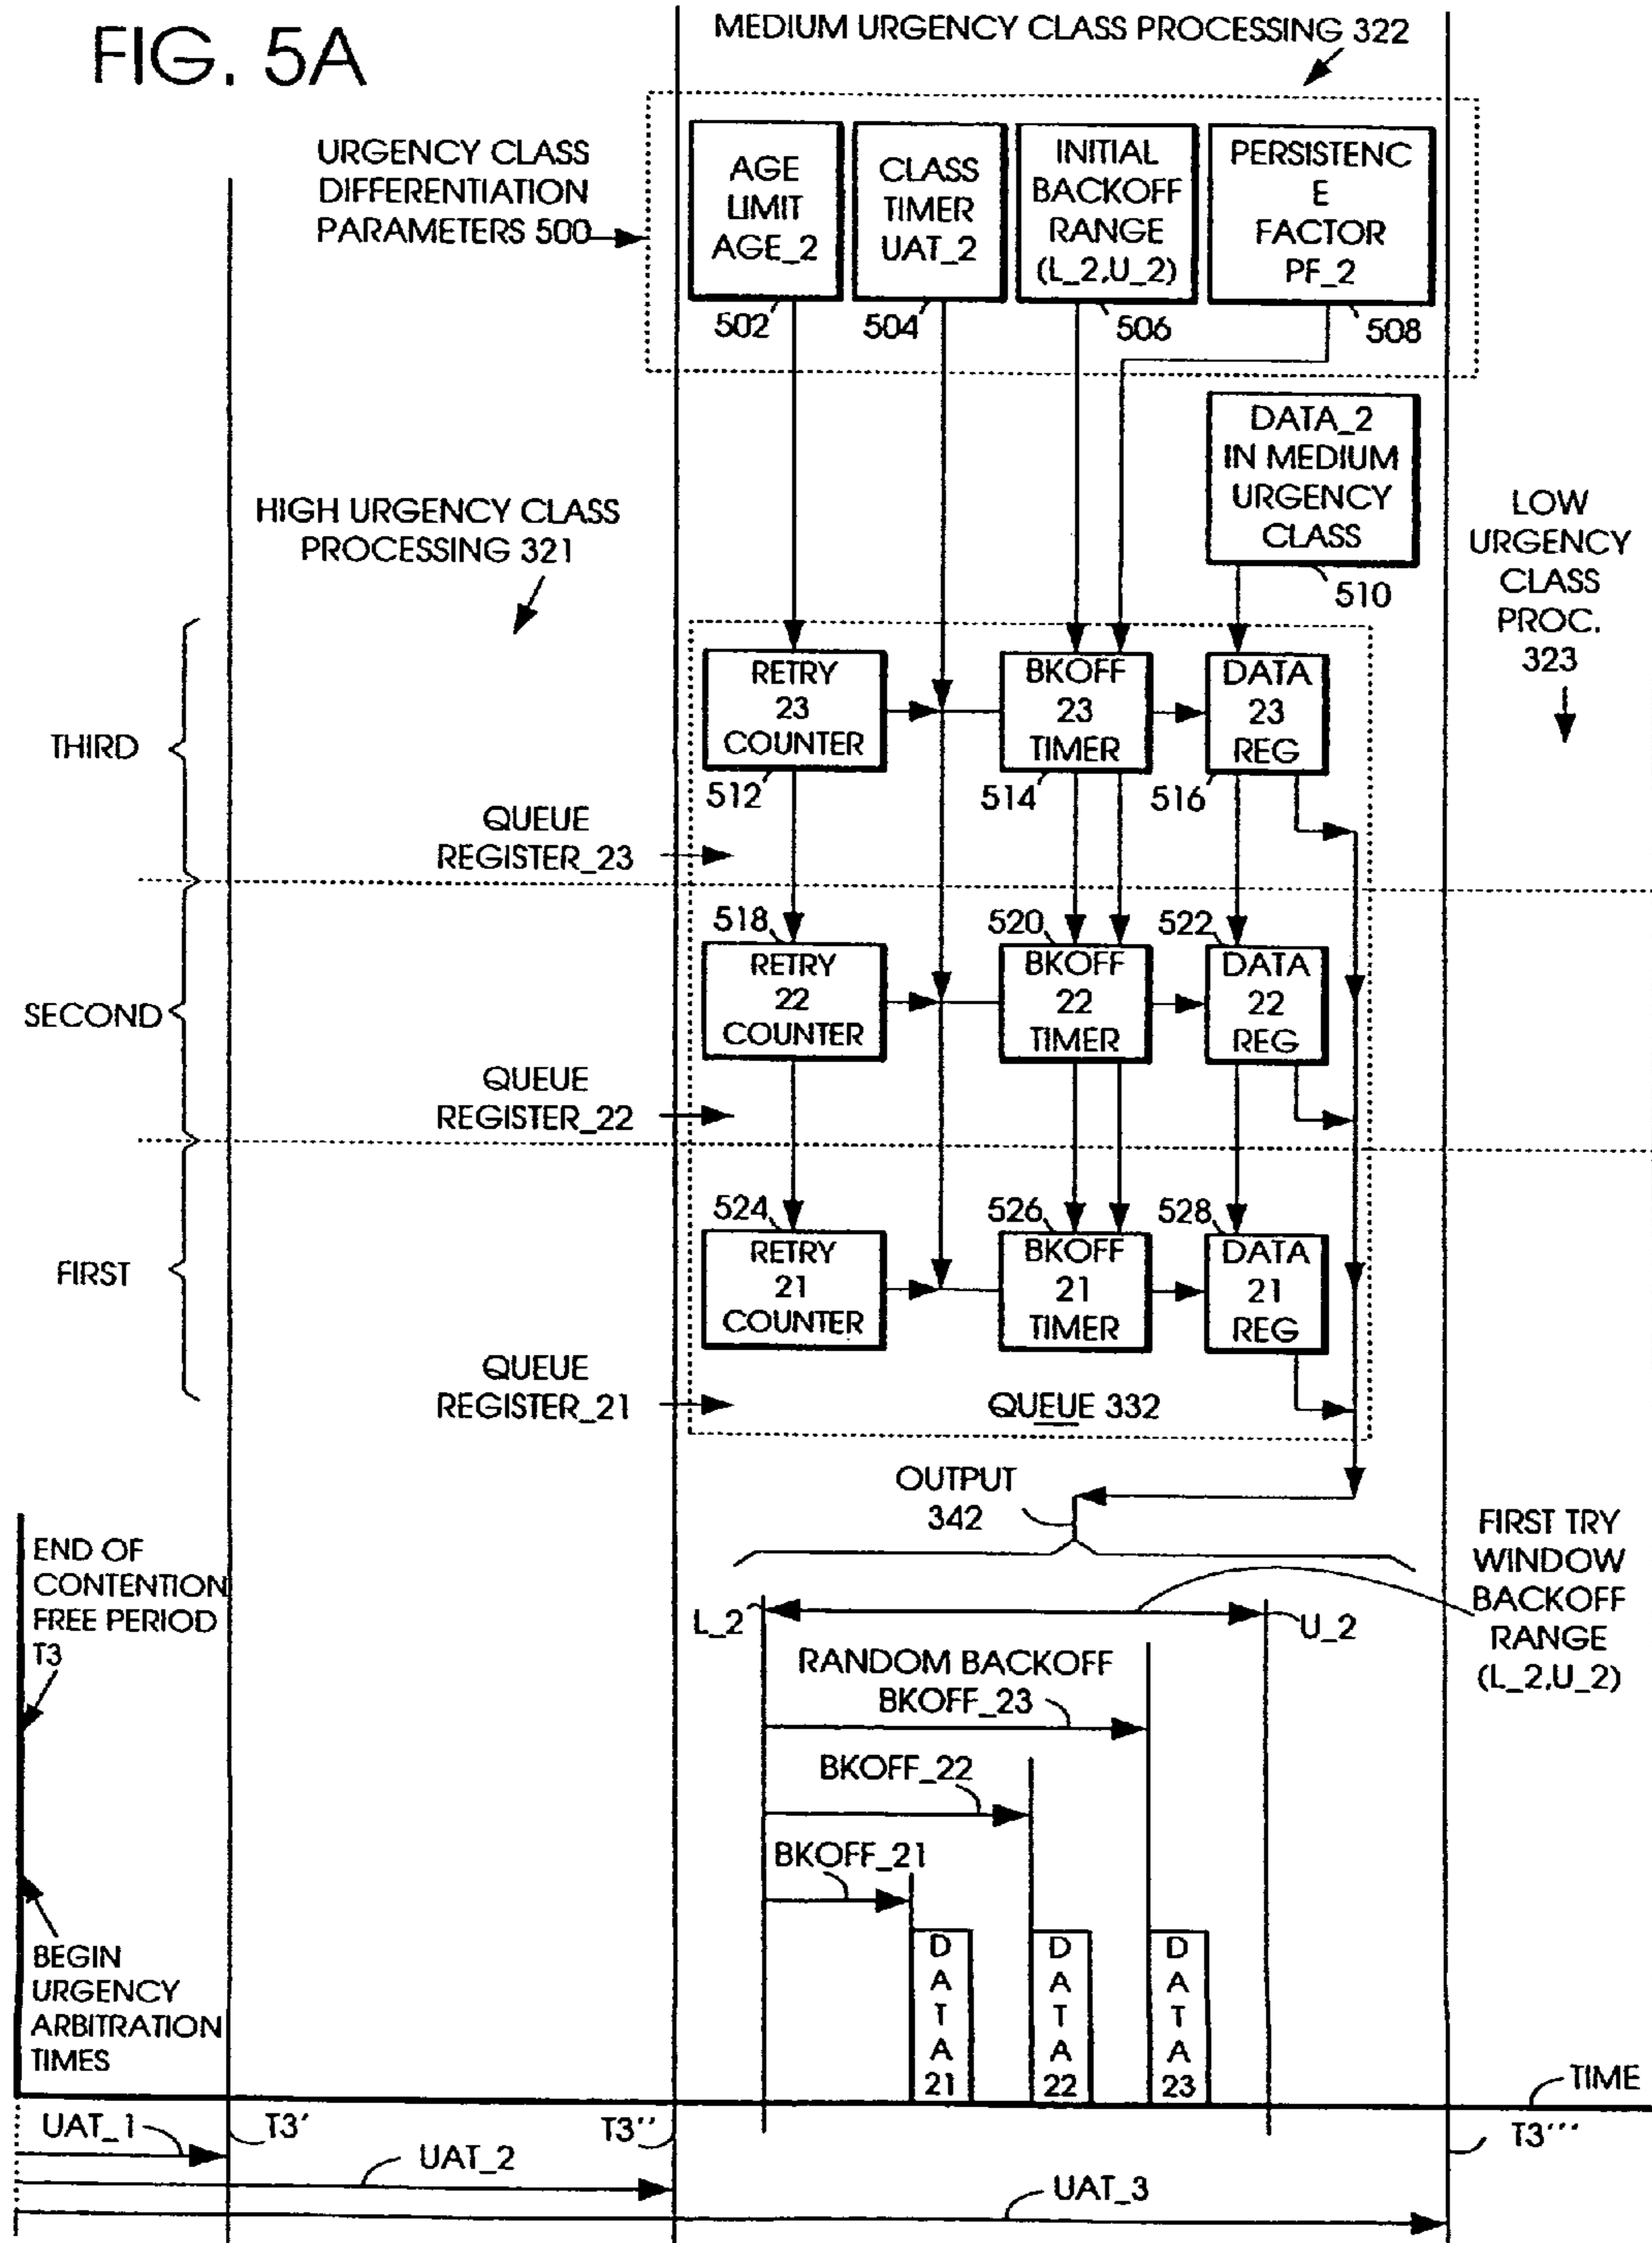 FIG. 5A
MEDIUM URGENCY CLASS PROCESSING 322
URGENCY CLASS
DIFFERENTIATION
PARAMETERS 500
AGE
LIMIT
AGE_2
502
CLASS
TIMER
UAT_2
504
INITIAL
BACKOFF
RANGE
(L_2,U_2)
506
PERSISTENC
E
FACTOR
PF_2
508
DATA_2
IN MEDIUM
URGENCY
CLASS
510
HIGH URGENCY CLASS
PROCESSING 321
LOW
URGENCY
CLASS
PROC.
323
THIRD
RETRY
23
COUNTER
512
BKOFF
23
TIMER
514
DATA
23
REG
516
QUEUE
REGISTER_23
SECOND
518
RETRY
22
COUNTER
520
BKOFF
22
TIMER
522
DATA
22
REG
QUEUE
REGISTER_22
FIRST
524
RETRY
21
COUNTER
526
BKOFF
21
TIMER
528
DATA
21
REG
QUEUE
REGISTER_21
QUEUE 332
OUTPUT
342
FIRST TRY
WINDOW
BACKOFF
RANGE
(L_2,U_2)
END OF
CONTENTION
FREE PERIOD
T3
L_2
U_2
RANDOM BACKOFF
BKOFF_23
BKOFF_22
BKOFF_21
BEGIN
URGENCY
ARBITRATION
TIMES
D
A
T
A
21
D
A
T
A
22
D
A
T
A
23
TIME
UAT_1
T3'
T3''
T3'''
UAT_2
UAT_3